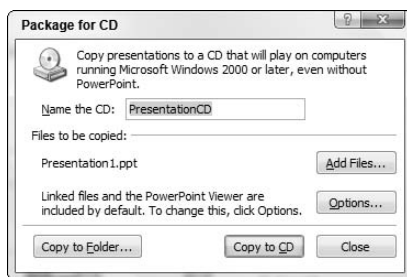 Package for CD
Copy presentations to a CD that will play on computers
running Microsoft Windows 2000 or later, even without
PowerPoint.
Name the CD: PresentationCD
Files to be copied:
Presentation1.ppt
Add Files...
Linked files and the PowerPoint Viewer are
included by default. To change this, click Options.
Options...
Copy to Folder... Copy to CD Close